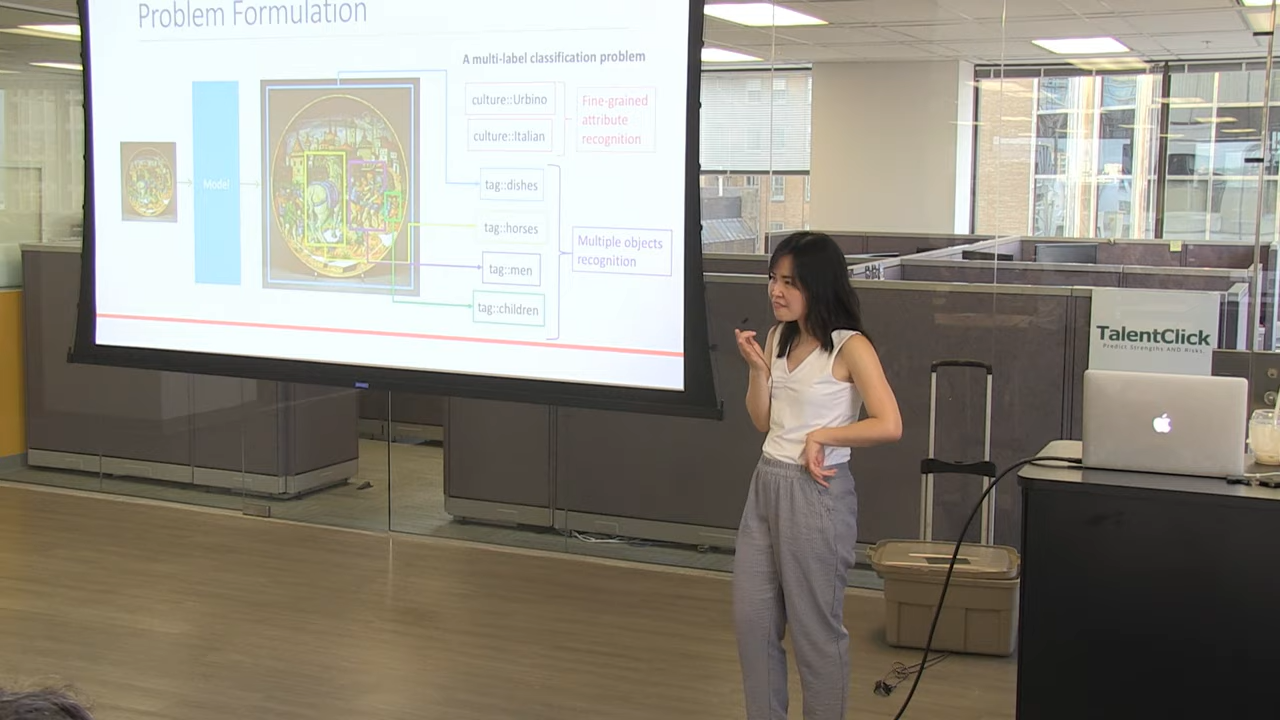 Problem Formulation
A multi-label classification problem
culture::Urbino
culture::Italian
Fine-grained
attribute
recognition
Model
tag::dishes
tag::horses
tag::men
tag::children
Multiple objects
recognition
TalentClick
Predict Strengths AND Risks.